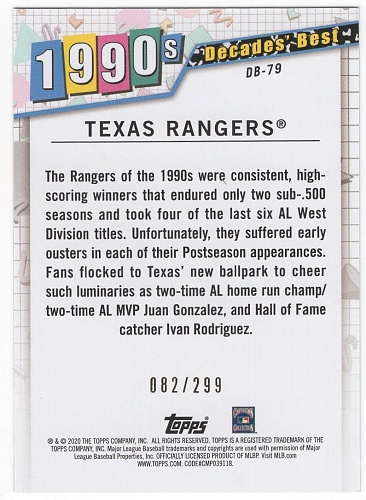 1990s Decades' Best
DB-79
TEXAS RANGERS®
The Rangers of the 1990s were consistent, high-
scoring winners that endured only two sub-.500
seasons and took four of the last six AL West
Division titles. Unfortunately, they suffered early
ousters in each of their Postseason appearances.
Fans flocked to Texas' new ballpark to cheer
such luminaries as two-time AL home run champ/
two-time AL MVP Juan Gonzalez, and Hall of Fame
catcher Ivan Rodriguez.
082/299
Topps
® & © 2020 THE TOPPS COMPANY, INC. ALL RIGHTS RESERVED. TOPPS IS A REGISTERED TRADEMARK OF THE
TOPPS COMPANY, INC. Major League Baseball trademarks and copyrights are used with permission of Major
League Baseball Properties, Inc. OFFICIALLY LICENSED PRODUCT OF MLBP. Visit MLB.com
WWW.TOPPS.COM. CODE#CMP039118.